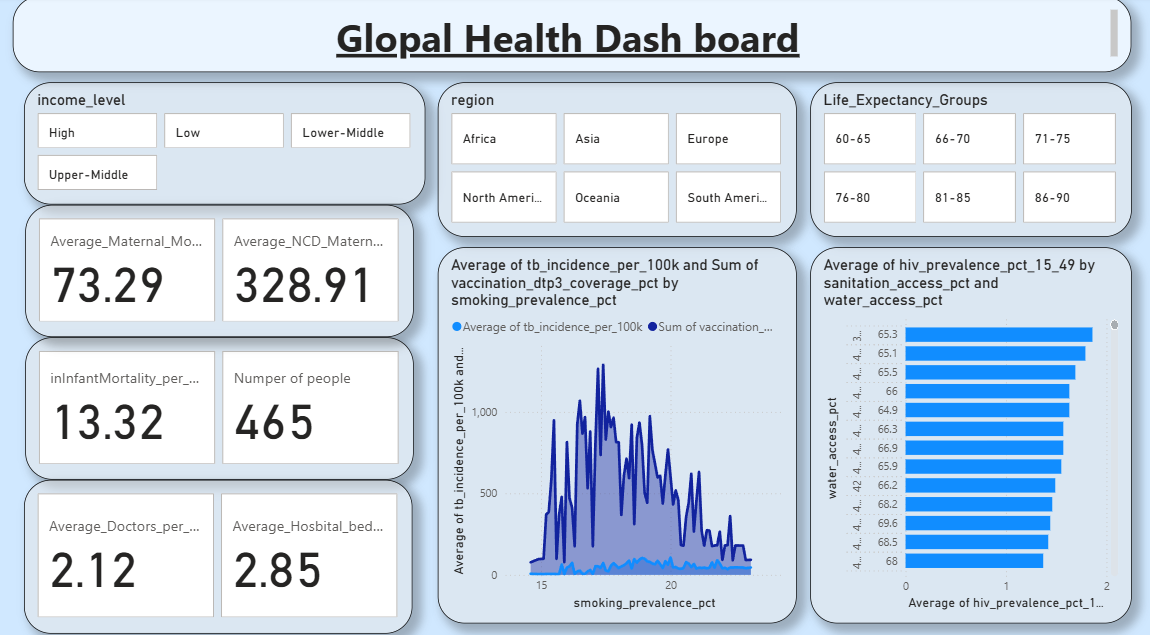 Glopal Health Dash board
income_level
High
Low
Lower-Middle
Upper-Middle
region
Africa
Asia
Europe
North Ameri...
Oceania
South Ameri...
Life_Expectancy_Groups
60-65
66-70
71-75
76-80
81-85
86-90
Average_Maternal_Mo...
73.29
Average_NCD_Matern...
328.91
inInfantMortality_per_...
13.32
Numper of people
465
Average_Doctors_per_...
2.12
Average_Hosbital_bed...
2.85
Average of tb_incidence_per_100k and Sum of
vaccination_dtp3_coverage_pct by
smoking_prevalence_pct
Average of tb_incidence_per_100k
Sum of vaccination_...
Average of tb_incidence_per_100k and...
1,000
500
0
15
20
smoking_prevalence_pct
Average of hiv_prevalence_pct_15_49 by
sanitation_access_pct and
water_access_pct
water_access_pct
3... 65.3
4... 65.1
4... 65.5
4... 66
4... 64.9
4... 66.3
4... 66.9
4... 65.9
42 66.2
4... 68.2
4... 69.6
4... 68.5
4... 68
0
1
2
Average of hiv_prevalence_pct_1...